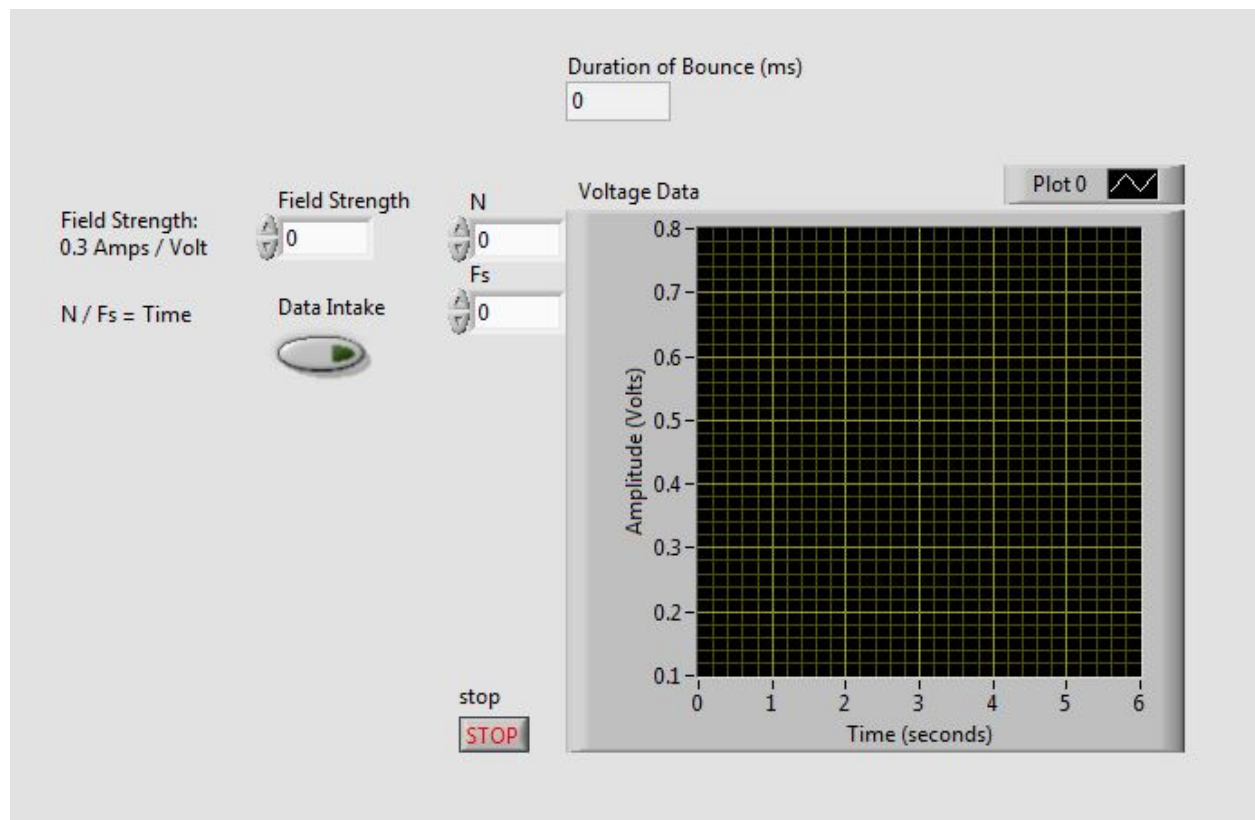 Duration of Bounce (ms)
0
Plot 0
Voltage Data
Field Strength
N
Field Strength:
0.3 Amps / Volt
0
0
Fs
0
N / Fs = Time
Data Intake
0.8
0.7
0.6
0.5
0.4
0.3
0.2
0.1
Amplitude (Volts)
0 1 2 3 4 5 6
Time (seconds)
stop
STOP